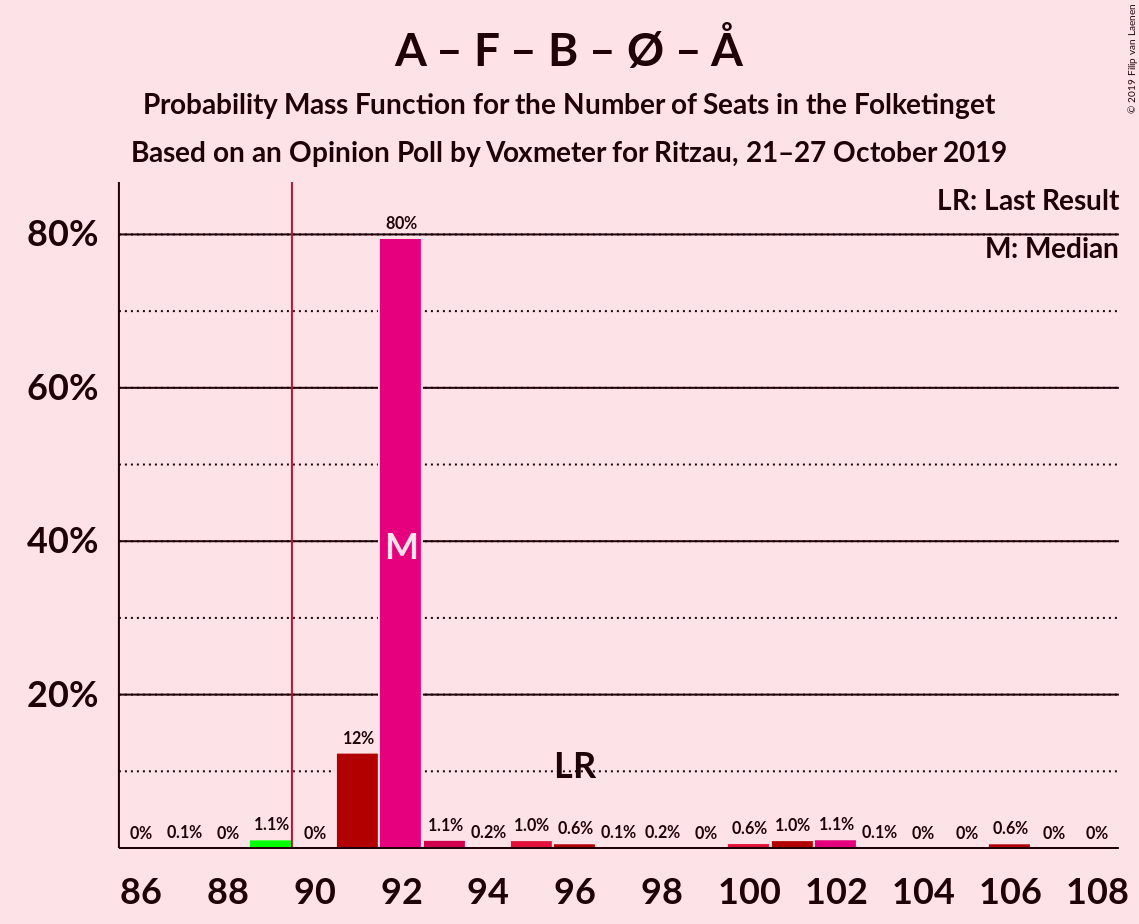 A – F – B – Ø – Å
Probability Mass Function for the Number of Seats in the Folketinget
Based on an Opinion Poll by Voxmeter for Ritzau, 21–27 October 2019
© 2019 Filip van Laenen
LR: Last Result
M: Median
80%
60%
40%
20%
0% 0.1% 0% 1.1% 0% 12% 80% 1.1% 0.2% 1.0% 0.6% 0.1% 0.2% 0% 0.6% 1.0% 1.1% 0.1% 0% 0% 0.6% 0% 0%
M
LR
86 88 90 92 94 96 98 100 102 104 106 108